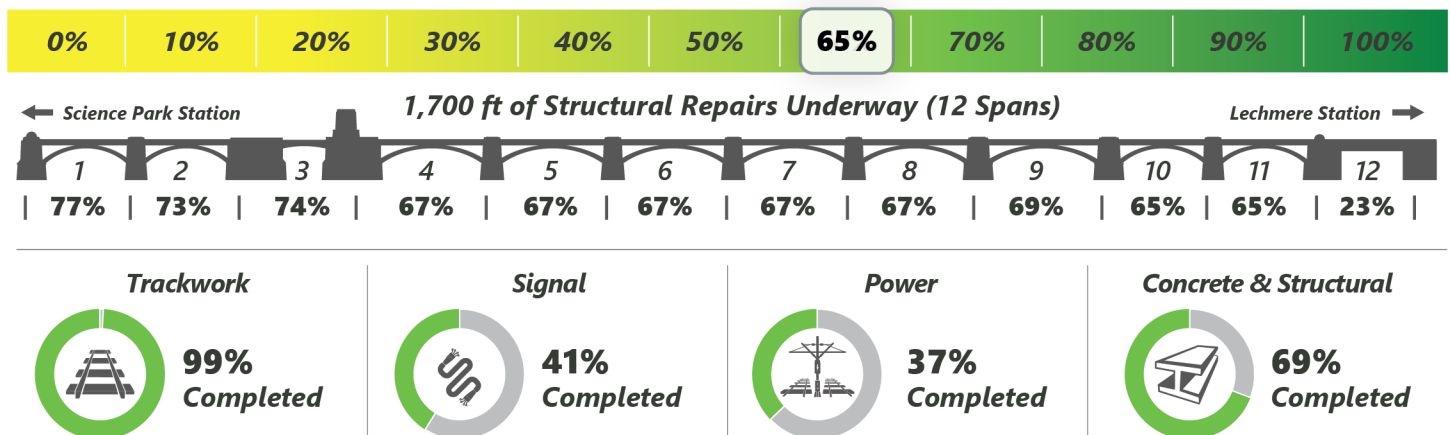 0% 10% 20% 30% 40% 50% 65% 70% 80% 90% 100%
Science Park Station 1,700 ft of Structural Repairs Underway (12 Spans) Lechmere Station
1 2 3 4 5 6 7 8 9 10 11 12
| 77% | 73% | 74% | 67% | 67% | 67% | 67% | 67% | 69% | 65% | 65% | 23% |
Trackwork
99%
Completed
Signal
41%
Completed
Power
37%
Completed
Concrete & Structural
69%
Completed